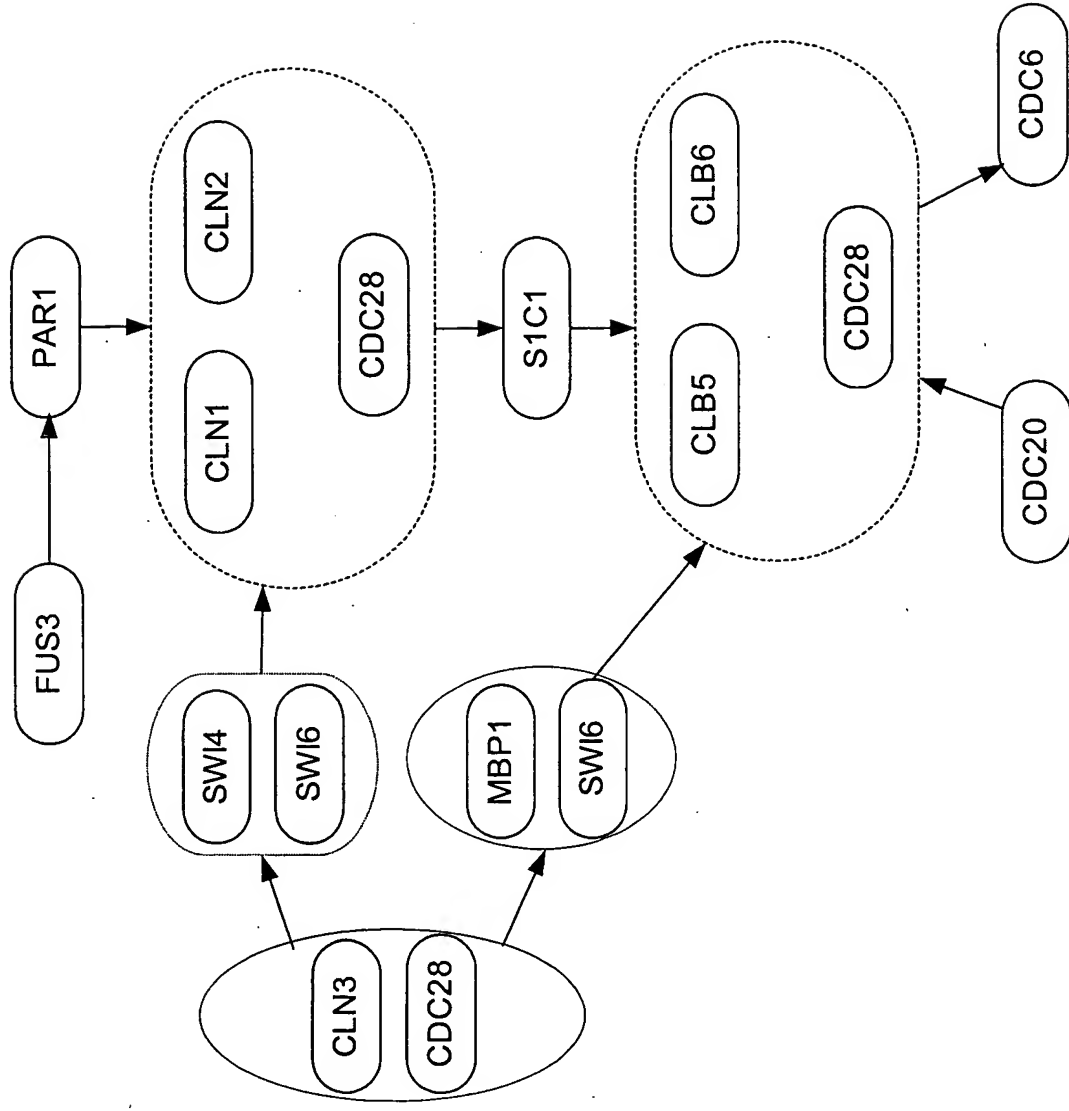 FUS3
PAR1
SWI4
CLN1
CLN2
SWI6
CLN3
CDC28
CDC28
MBP1
S1C1
SWI6
CLB5
CLB6
CDC28
CDC20
CDC6